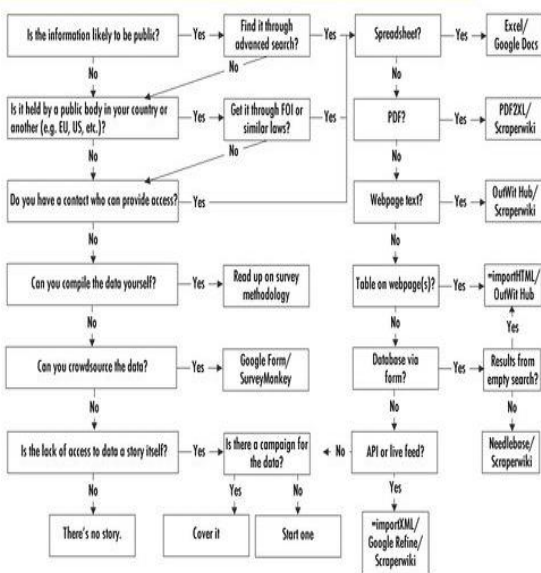 Is the information likely to be public?
Yes
Find it through
advanced search?
Yes
Spreadsheet?
Yes
Excel/
Google Docs
No
No
No
Is it held by a public body in your country or
another (e.g. EU, US, etc.)?
Yes
Get it through FOI or
similar laws?
Yes
PDF?
Yes
PDF2XL/
Scraperwiki
No
No
No
Do you have a contact who can provide access?
Yes
Webpage text?
Yes
OutWit Hub/
Scraperwiki
No
No
Can you compile the data yourself?
Yes
Read up on survey
methodology
Table on webpage(s)?
Yes
=importHTML/
OutWit Hub
No
No
Yes
Can you crowdsource the data?
Yes
Google Form/
SurveyMonkey
Database via
form?
Yes
Results from
empty search?
No
No
No
Is the lack of access to data a story itself?
Yes
Is there a campaign for
the data?
No
API or live feed?
Needlebase/
Scraperwiki
No
Yes
No
Yes
There's no story.
Cover it
Start one
=importXML/
Google Refine/
Scraperwiki